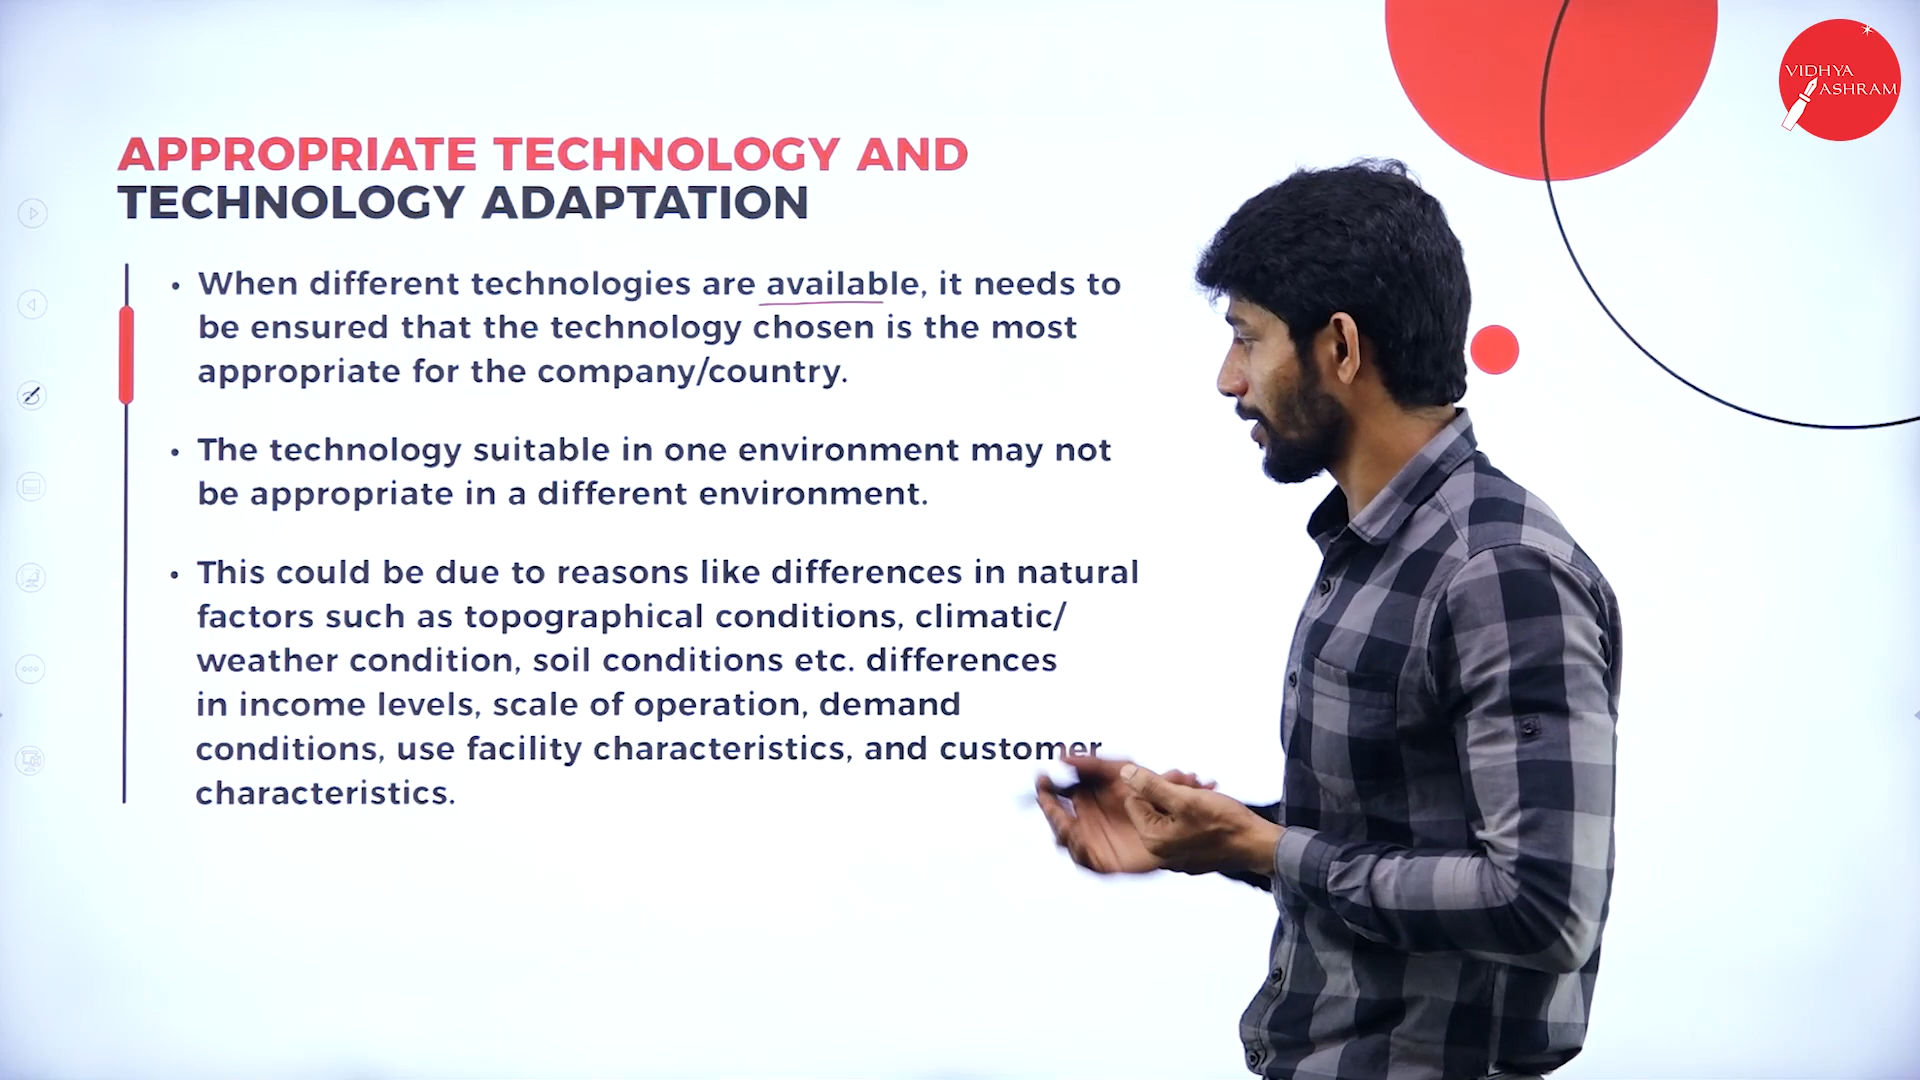 VIDHYA
ASHRAM
APPROPRIATE TECHNOLOGY AND
TECHNOLOGY ADAPTATION
• When different technologies are available, it needs to
be ensured that the technology chosen is the most
appropriate for the company/country.
• The technology suitable in one environment may not
be appropriate in a different environment.
• This could be due to reasons like differences in natural
factors such as topographical conditions, climatic/
weather condition, soil conditions etc. differences
in income levels, scale of operation, demand
conditions, use facility characteristics, and customer
characteristics.